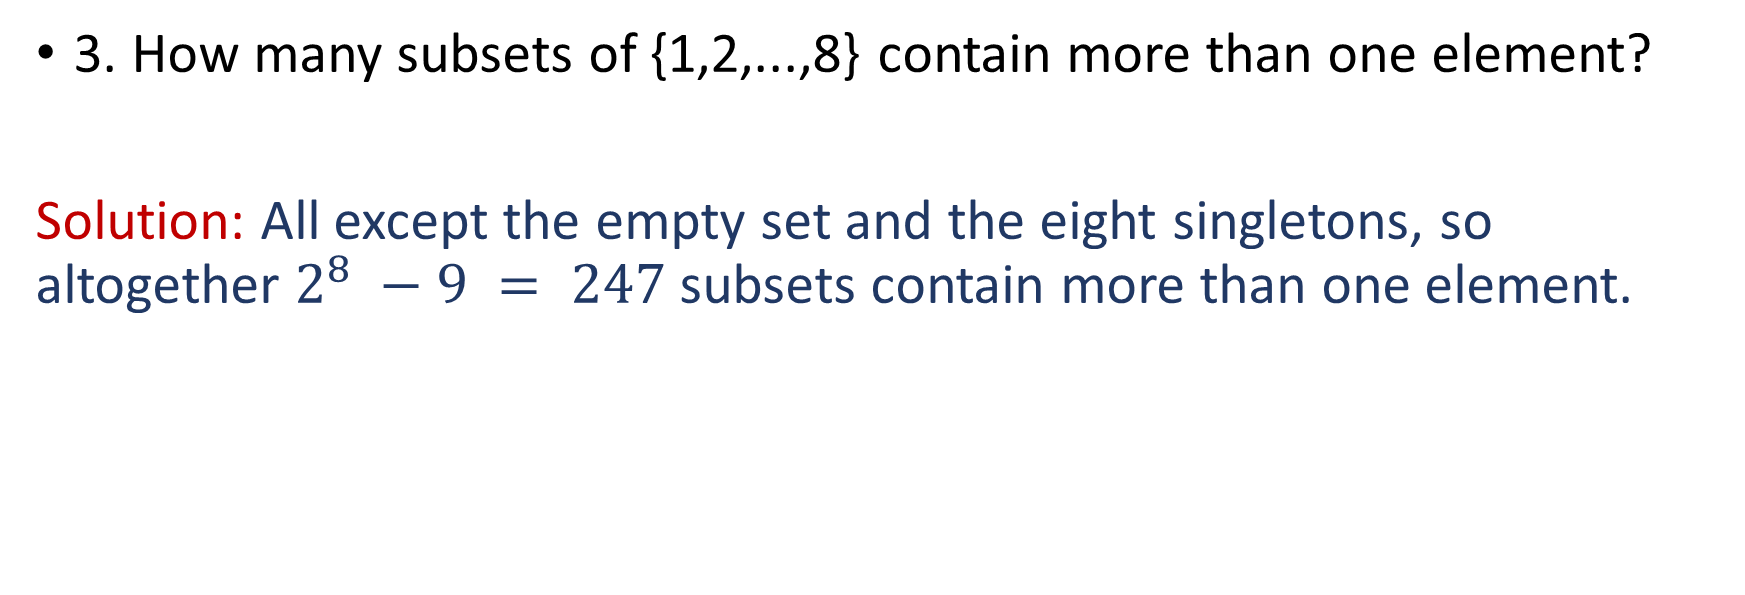 • 3. How many subsets of {1,2,...,8} contain more than one element?
Solution: All except the empty set and the eight singletons, so
altogether 2⁸ − 9 = 247 subsets contain more than one element.